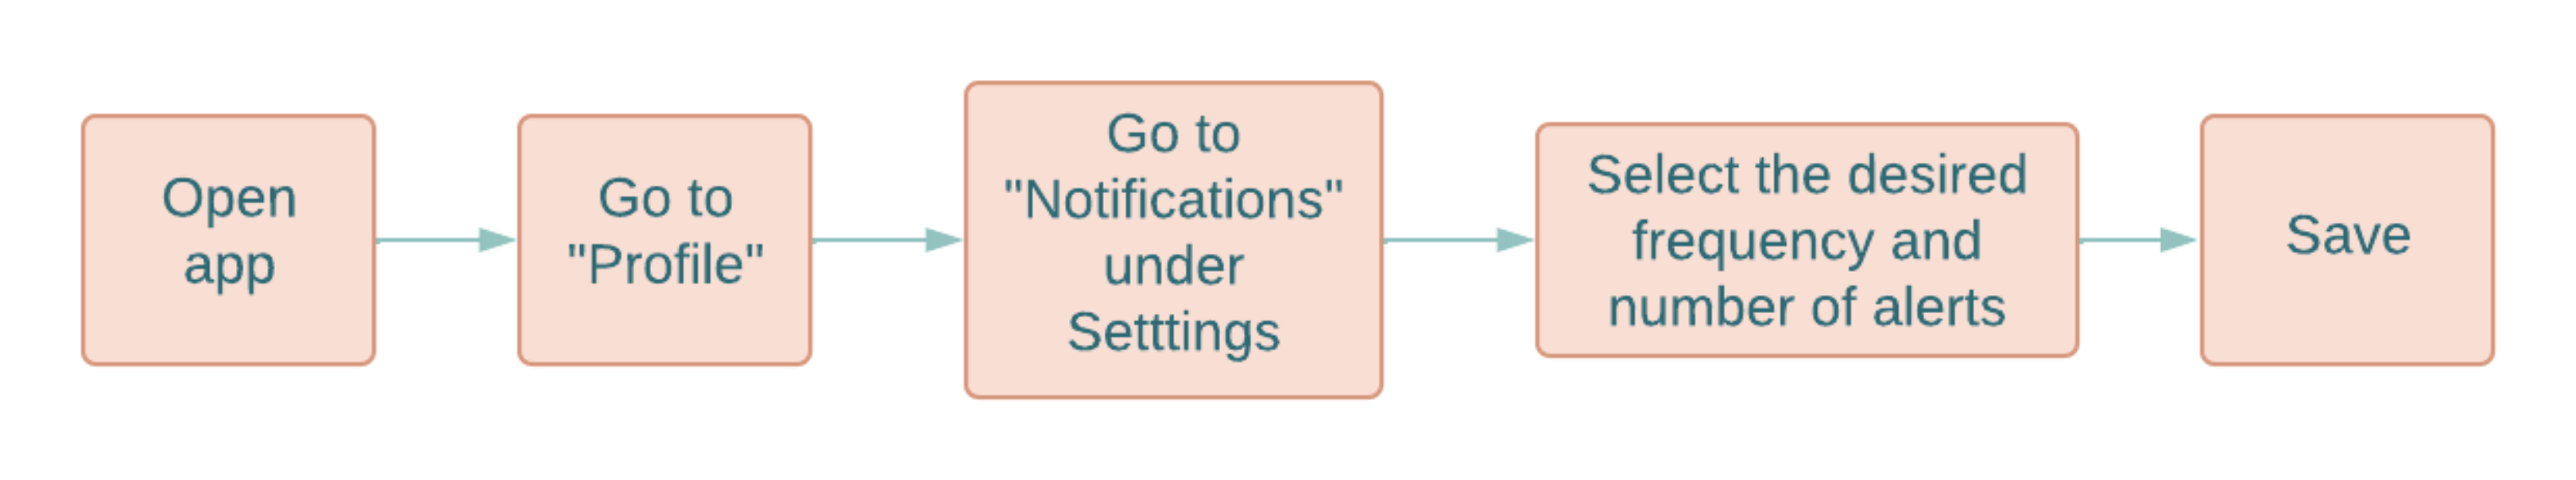 Open
app
Go to
"Profile"
Go to
"Notifications"
under
Setttings
Select the desired
frequency and
number of alerts
Save